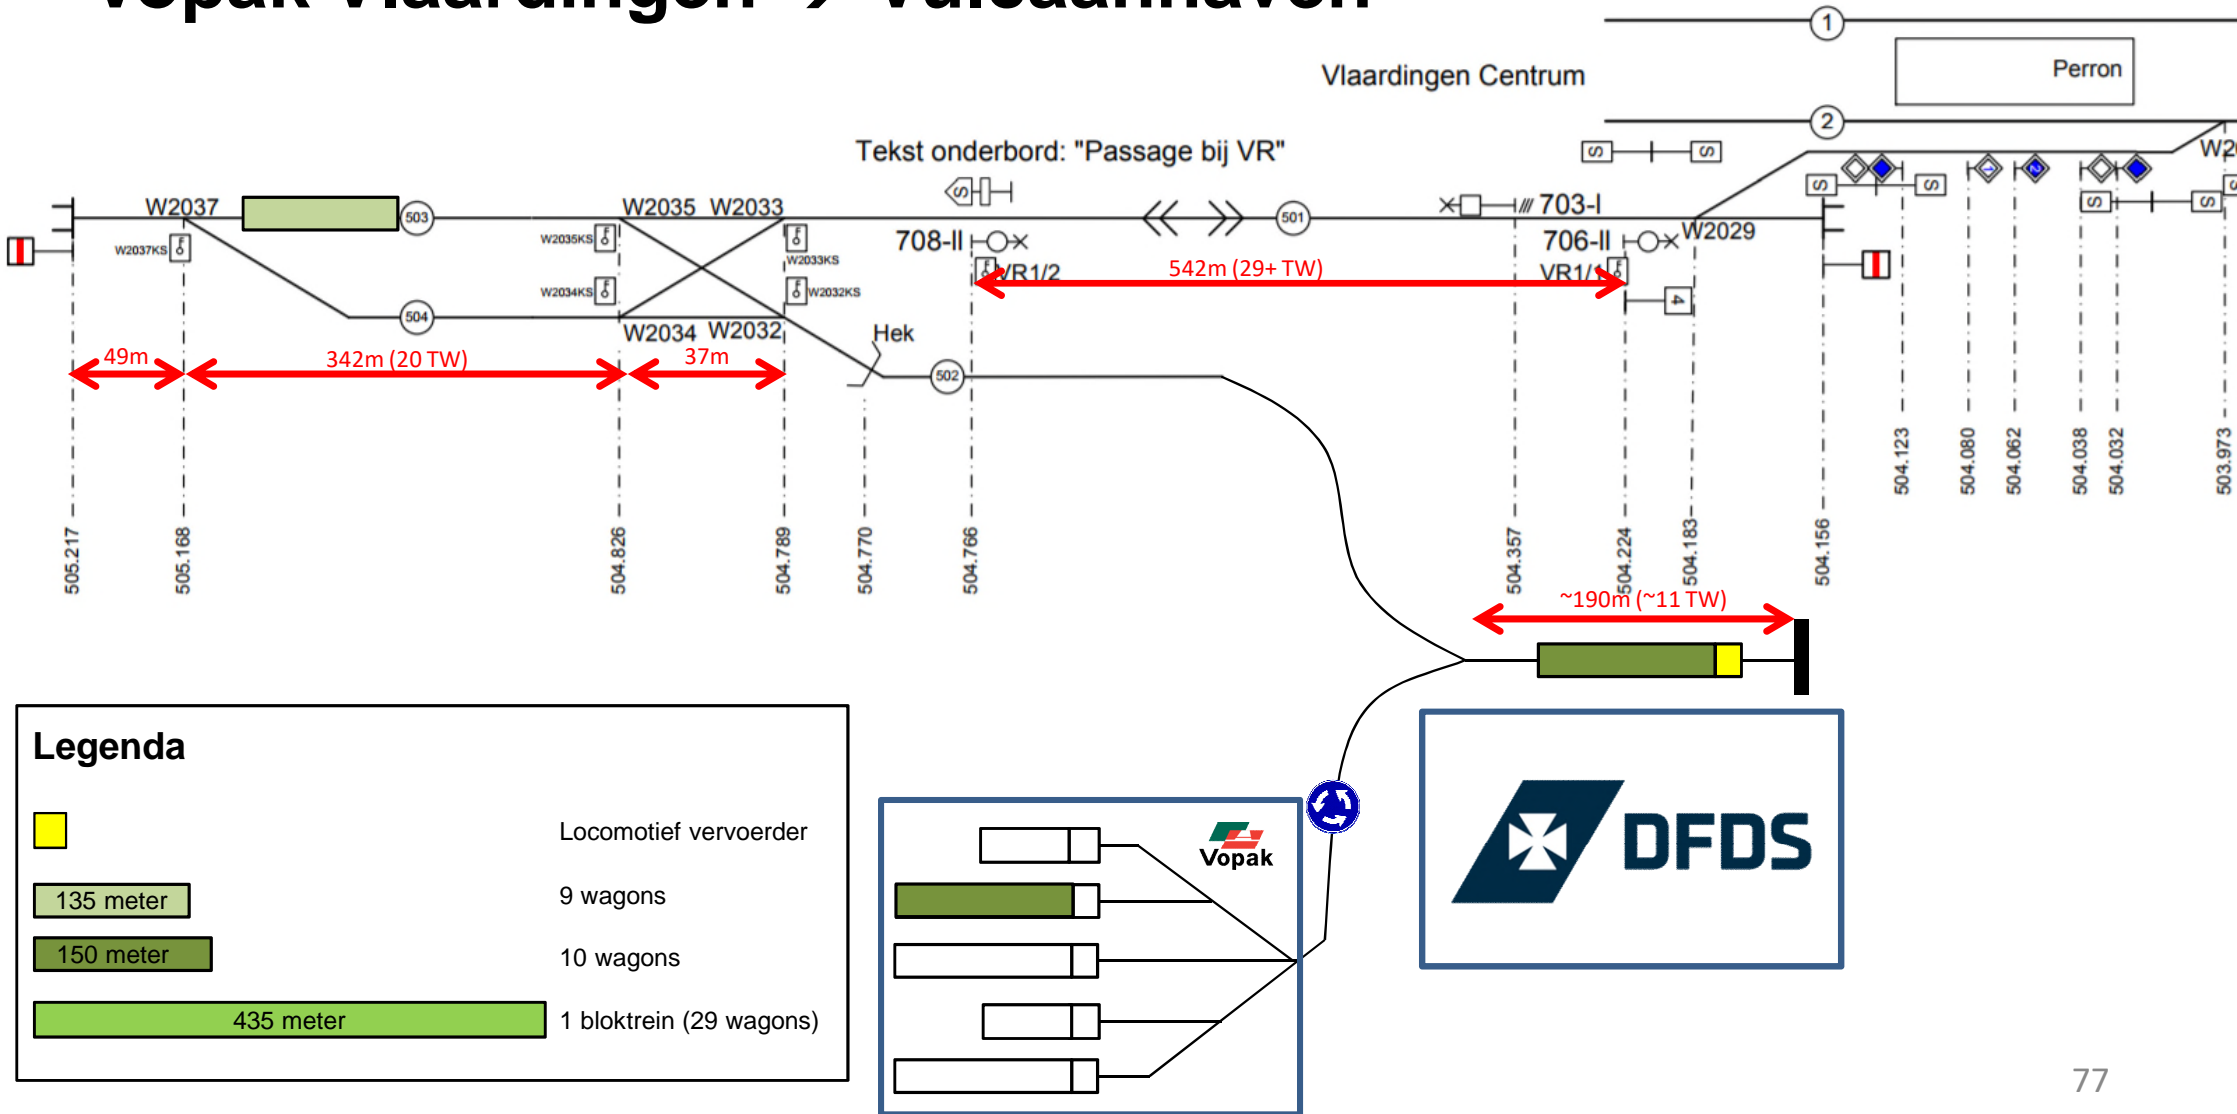 Vopak Vlaardingen → Vulcaanhaven
1
Perron
Vlaardingen Centrum
2
Tekst onderbord: "Passage bij VR"
S S
S
W2037
503
W2035 W2033
501
703-I
W2029
S S
1 2
S S
W2037KS
W2035KS
W2033KS
708-II
706-II
VR1/2
542m (29+ TW)
W2034KS
W2032KS
4
504
W2034 W2032
Hek
49m
342m (20 TW)
37m
502
505.217
505.168
504.826
504.789
504.770
504.766
504.357
504.224
504.183
504.156
504.123
504.080
504.062
504.038
504.032
503.973
~190m (~11 TW)
Legenda
Locomotief vervoerder
135 meter 9 wagons
150 meter 10 wagons
435 meter 1 bloktrein (29 wagons)
Vopak
DFDS
77